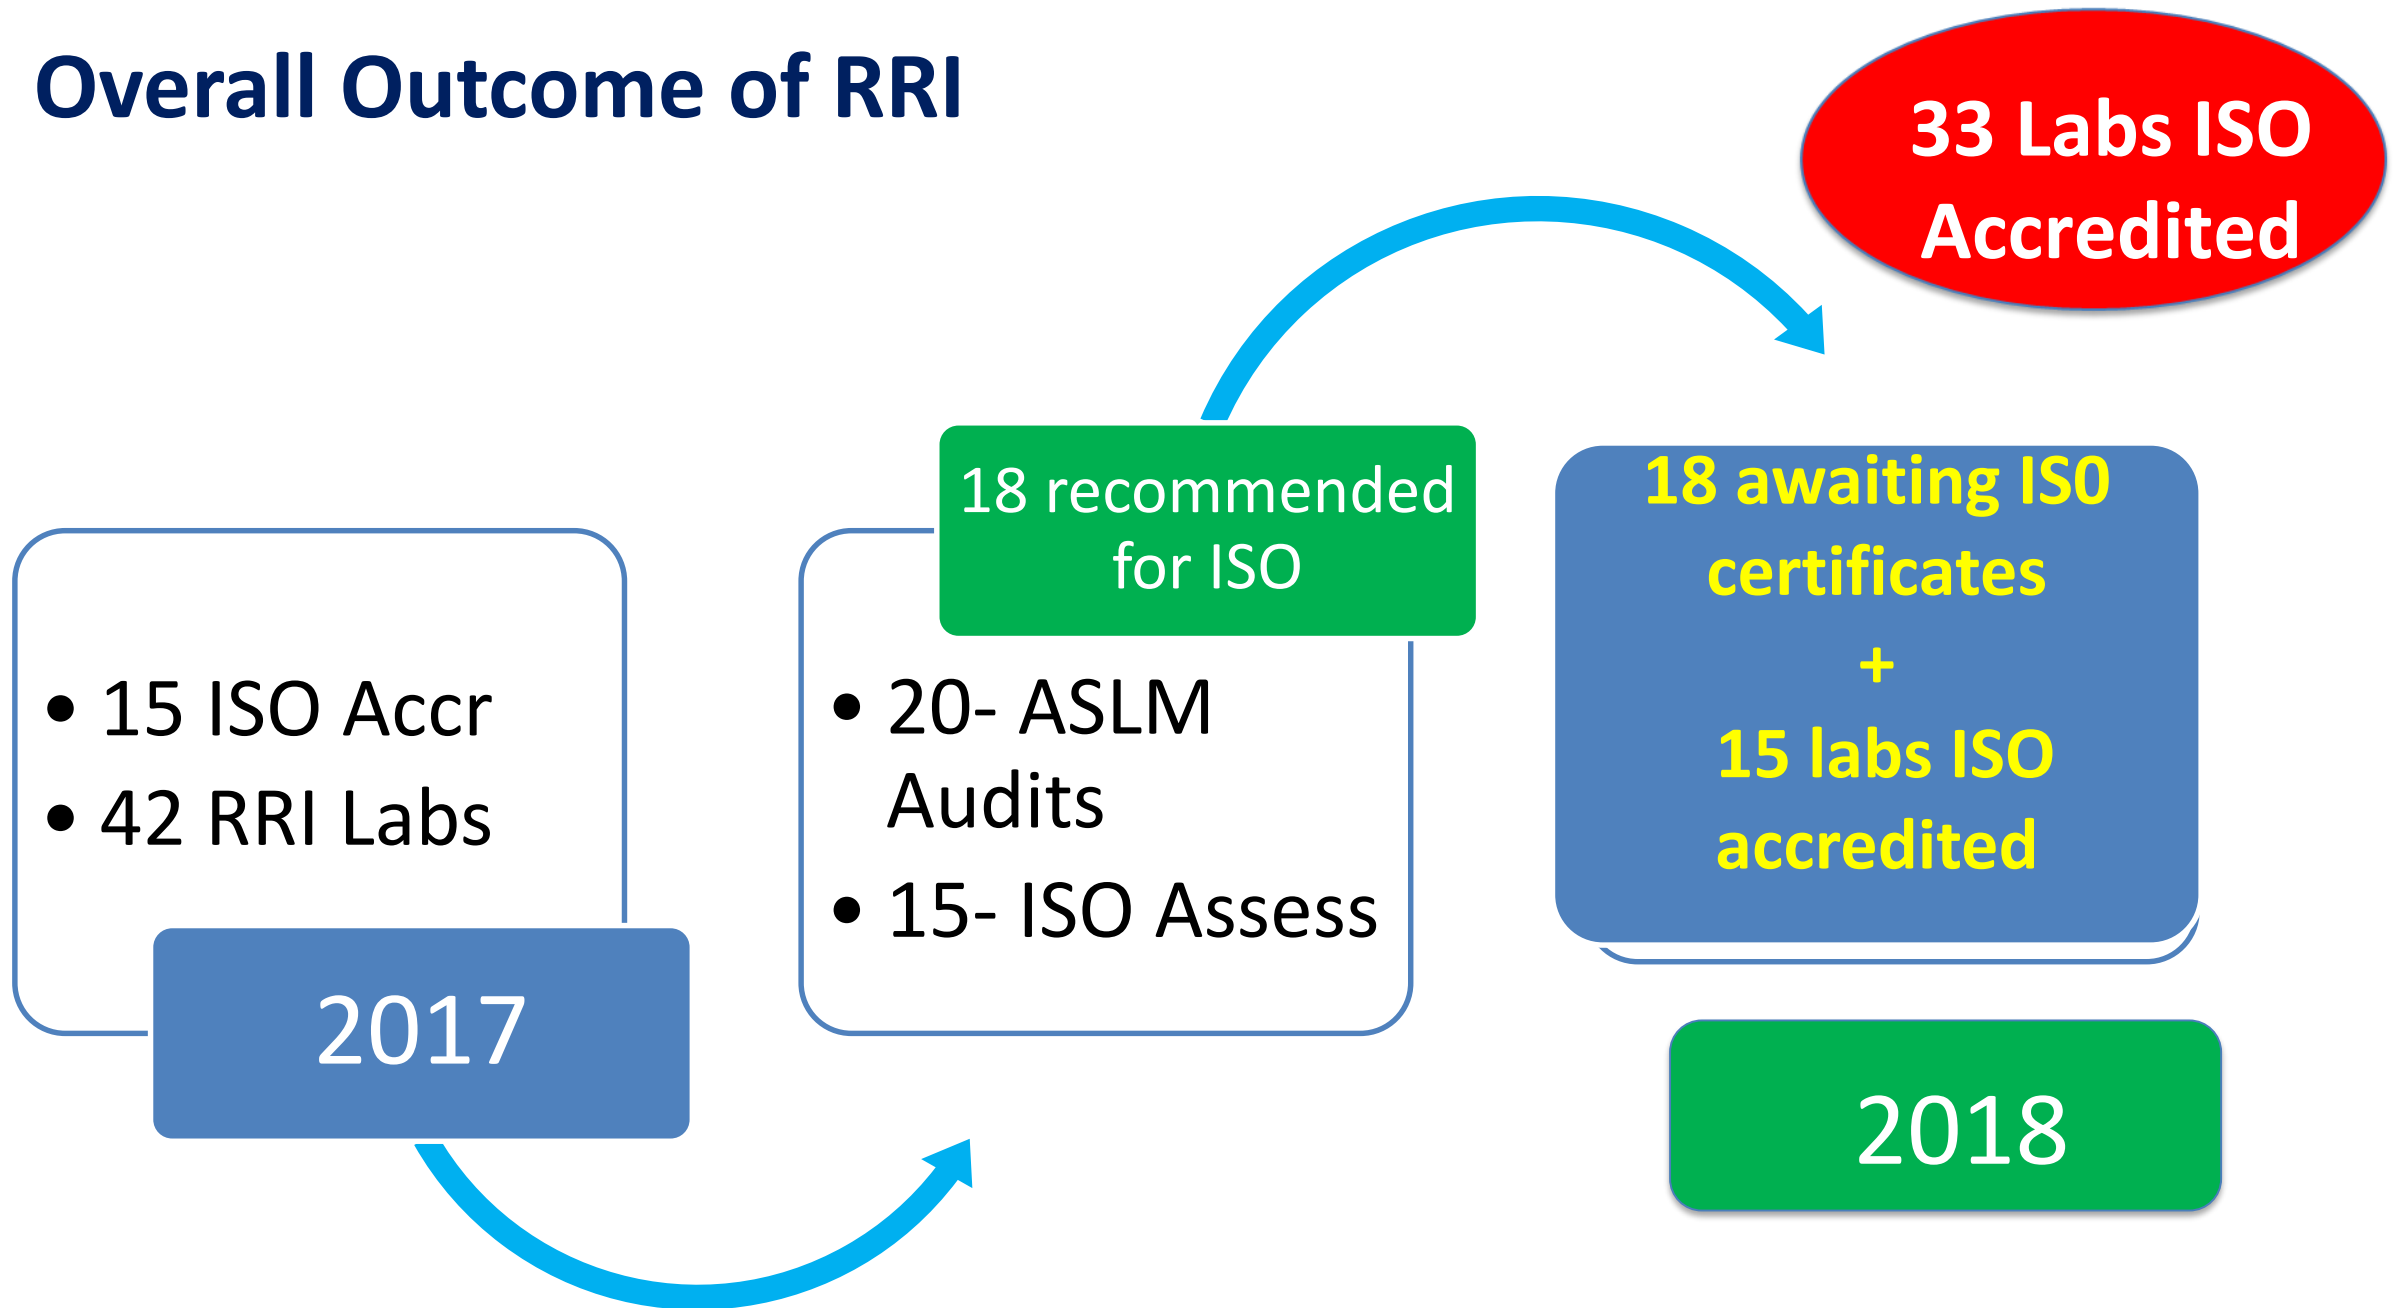 Overall Outcome of RRI
33 Labs ISO
Accredited
• 15 ISO Accr
• 42 RRI Labs
2017
18 recommended
for ISO
• 20- ASLM
Audits
• 15- ISO Assess
18 awaiting IS0
certificates
+
15 labs ISO
accredited
2018